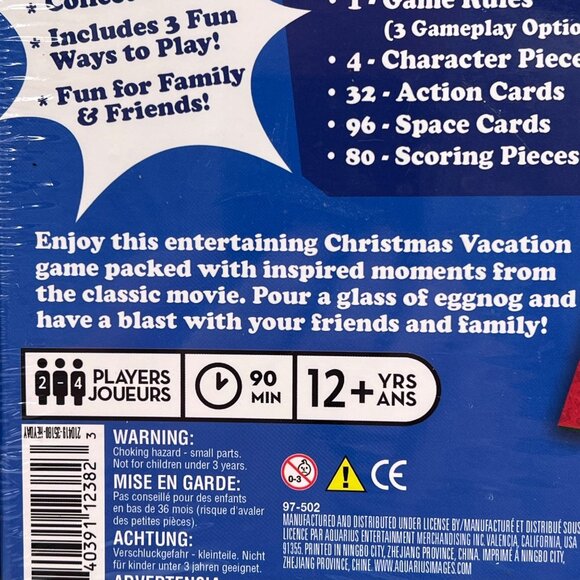 * Includes 3 Fun
Ways to Play!
* Fun for Family
& Friends!
• 1 - Game Rules
(3 Gameplay Optio
• 4 - Character Piece
• 32 - Action Cards
• 96 - Space Cards
• 80 - Scoring Pieces
Enjoy this entertaining Christmas Vacation
game packed with inspired moments from
the classic movie. Pour a glass of eggnog and
have a blast with your friends and family!
2 - 4
PLAYERS
JOUEURS
90
MIN
12+ YRS
ANS
WARNING:
Choking hazard - small parts.
Not for children under 3 years.
MISE EN GARDE:
Pas conseillé pour des enfants
en bas de 36 mois (risque d'avaler
des petites pièces).
ACHTUNG:
Verschluckgefahr - kleinteile. Nicht
für kinder under 3 jahren geeignet.
ADVERTENCIA:
0-3
CE
97-502
MANUFACTURED AND DISTRIBUTED UNDER LICENSE BY/MANUFACTURÉ ET DISTRIBUÉ SOUS
LICENCE PAR AQUARIUS ENTERTAINMENT MERCHANDISING INC. VALENCIA, CALIFORNIA, USA
91355. PRINTED IN NINGBO CITY, ZHEJIANG PROVINCE, CHINA. IMPRIMÉ A NINGBO CITY,
ZHEJIANG PROVINCE, CHINA. WWW.AQUARIUSIMAGES.COM
40391 12382 3